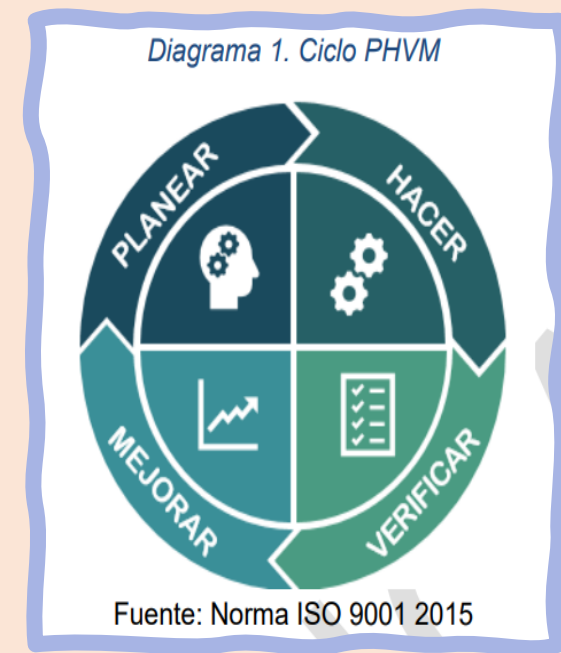 Diagrama 1. Ciclo PHVM
PLANEAR
HACER
MEJORAR
VERIFICAR
Fuente: Norma ISO 9001 2015